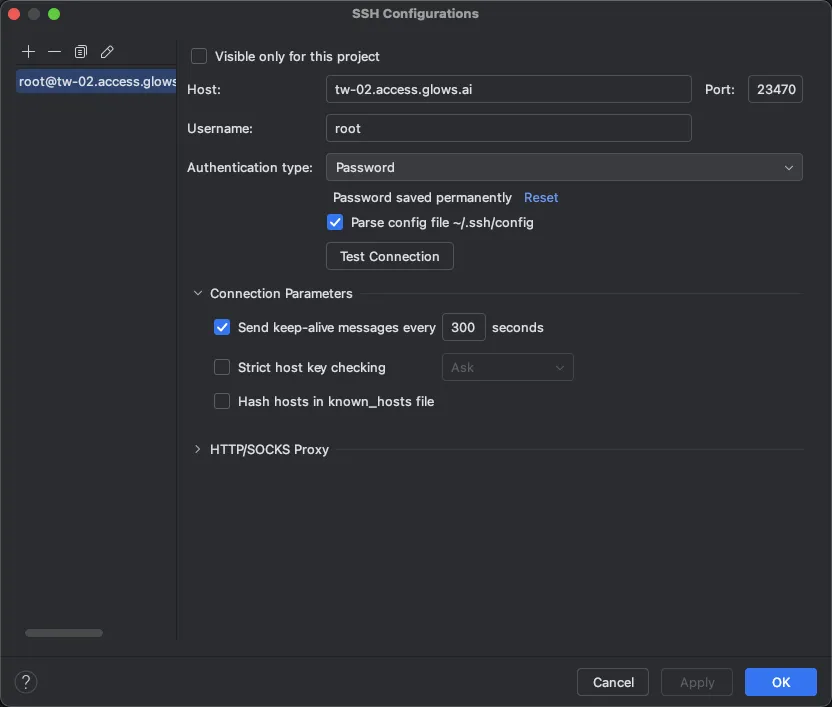 SSH Configurations
root@tw-02.access.glows
Visible only for this project
Host: tw-02.access.glows.ai Port: 23470
Username: root
Authentication type: Password
Password saved permanently Reset
Parse config file ~/.ssh/config
Test Connection
Connection Parameters
Send keep-alive messages every 300 seconds
Strict host key checking Ask
Hash hosts in known_hosts file
HTTP/SOCKS Proxy
? Cancel Apply OK